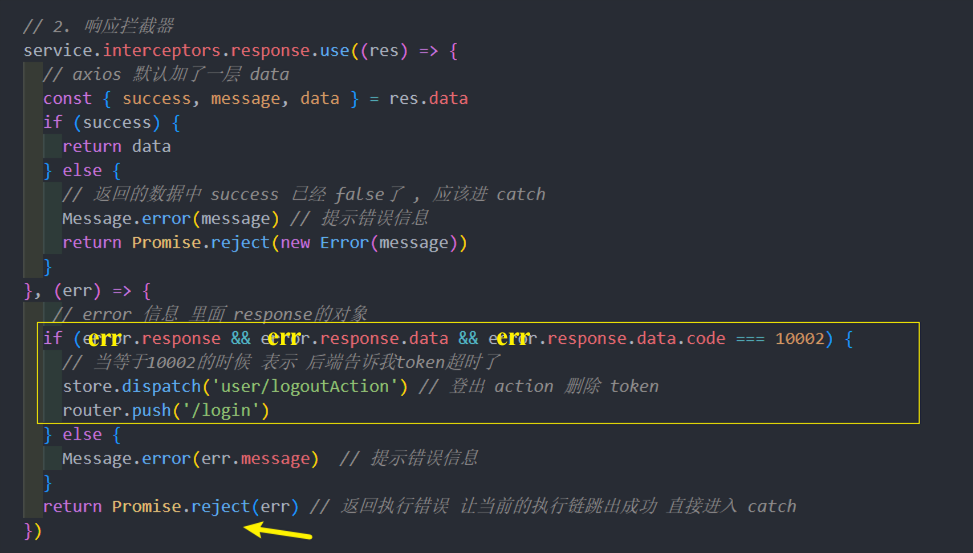 // 2. 响应拦截器
service.interceptors.response.use((res) => {
// axios 默认加了一层 data
const { success, message, data } = res.data
if (success) {
return data
} else {
// 返回的数据中 success 已经 false了 , 应该进 catch
Message.error(message) // 提示错误信息
return Promise.reject(new Error(message))
}
}, (err) => {
// error 信息 里面 response的对象
if (error.response && error.response.data && error.response.data.code === 10002) {
err err err
// 当等于10002的时候 表示 后端告诉我token超时了
store.dispatch('user/logoutAction') // 登出 action 删除 token
router.push('/login')
} else {
Message.error(err.message) // 提示错误信息
}
return Promise.reject(err) // 返回执行错误 让当前的执行链跳出成功 直接进入 catch
})